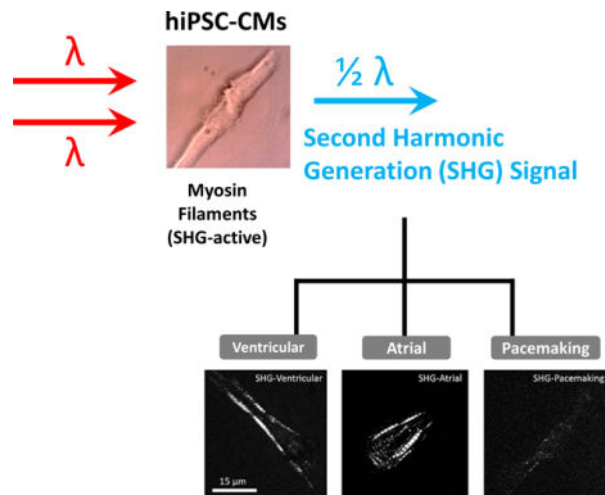 hiPSC-CMs
λ
λ
½ λ
Second Harmonic
Generation (SHG) Signal
Myosin
Filaments
(SHG-active)
Ventricular
Atrial
Pacemaking
SHG-Ventricular
SHG-Atrial
SHG-Pacemaking
15 µm